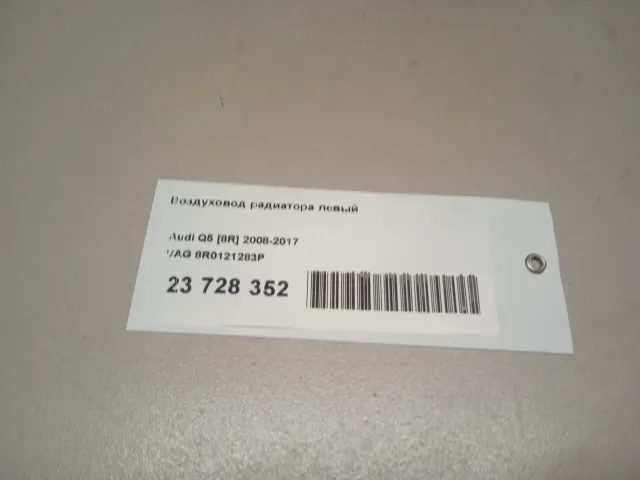 Воздуховод радиатора левый
Audi Q5 [8R] 2008-2017
VAG 8R0121283P
23 728 352